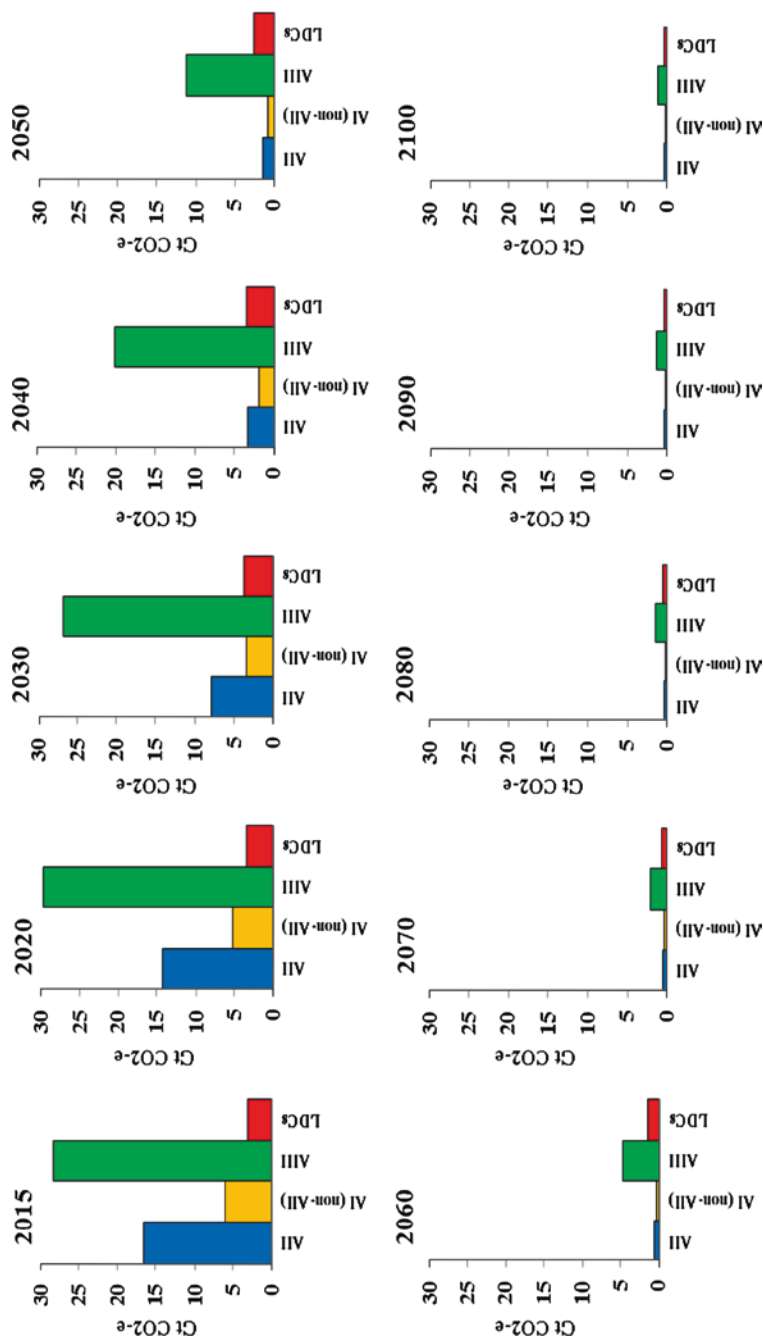 2015
Gt CO2-e
30
25
20
15
10
5
0
AII
AI (non-AII)
AIII
LDCs
2020
Gt CO2-e
30
25
20
15
10
5
0
AII
AI (non-AII)
AIII
LDCs
2030
Gt CO2-e
30
25
20
15
10
5
0
AII
AI (non-AII)
AIII
LDCs
2040
Gt CO2-e
30
25
20
15
10
5
0
AII
AI (non-AII)
AIII
LDCs
2050
Gt CO2-e
30
25
20
15
10
5
0
AII
AI (non-AII)
AIII
LDCs
2060
Gt CO2-e
30
25
20
15
10
5
0
AII
AI (non-AII)
AIII
LDCs
2070
Gt CO2-e
30
25
20
15
10
5
0
AII
AI (non-AII)
AIII
LDCs
2080
Gt CO2-e
30
25
20
15
10
5
0
AII
AI (non-AII)
AIII
LDCs
2090
Gt CO2-e
30
25
20
15
10
5
0
AII
AI (non-AII)
AIII
LDCs
2100
Gt CO2-e
30
25
20
15
10
5
0
AII
AI (non-AII)
AIII
LDCs